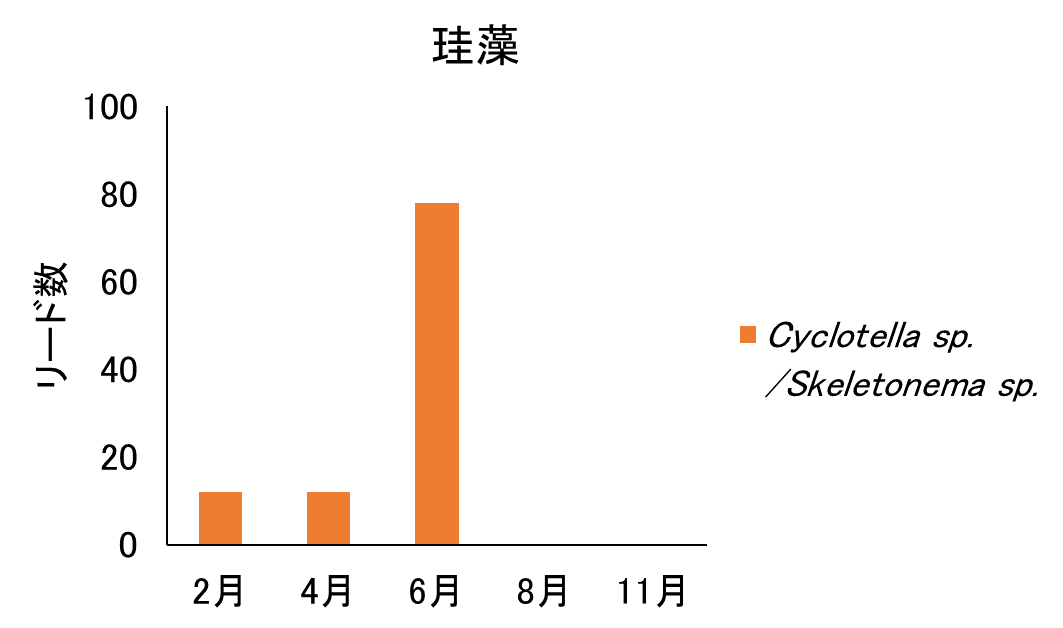 珪藻
100
80
60
40
20
0
リード数
2月
4月
6月
8月
11月
Cyclotella sp.
/Skeletonema sp.